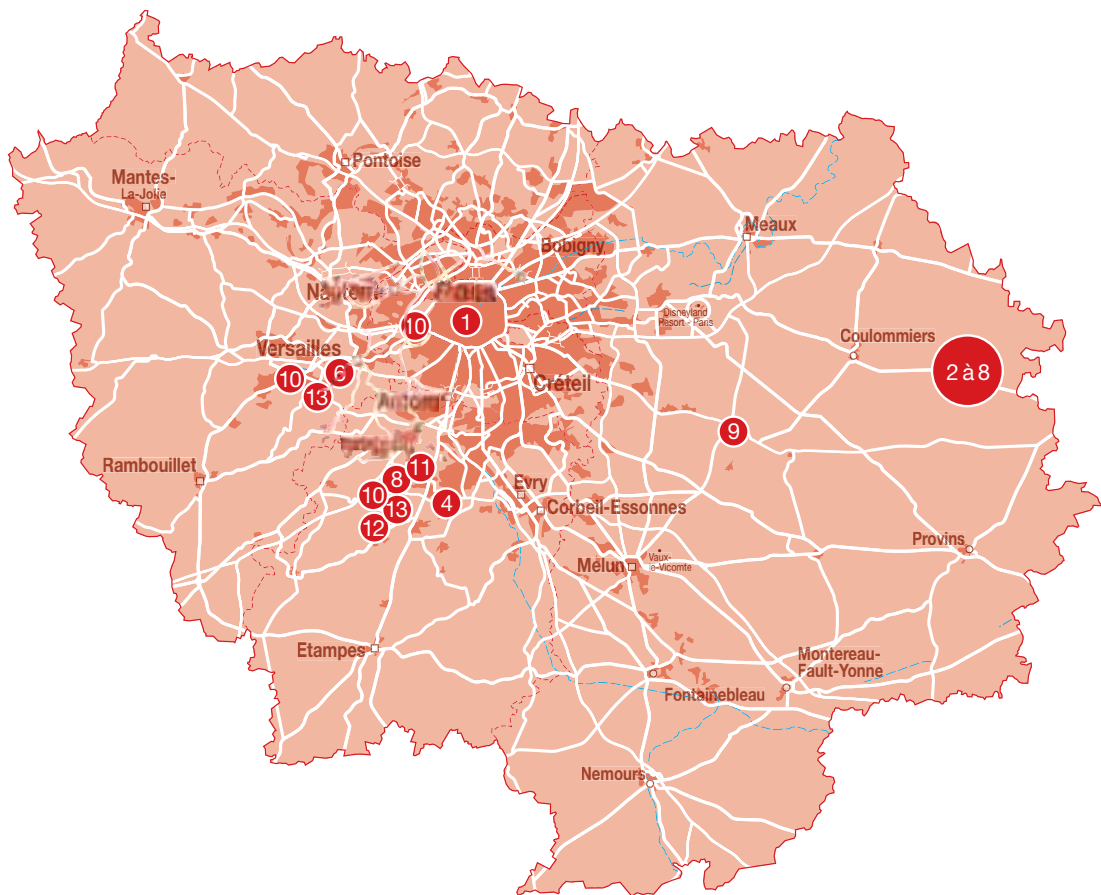 Pontoise
Mantes-
La-Jolie
Meaux
Bobigny
Disneyland
Resort - Paris
10
1
Coulommiers
Versailles
6
10
13
Créteil
2 à 8
9
11
Rambouillet
8
10
4
13
12
Evry
Corbeil-Essonnes
Provins
Melun
Vaux-
le-Vicomte
Etampes
Montereau-
Fault-Yonne
Fontainebleau
Nemours